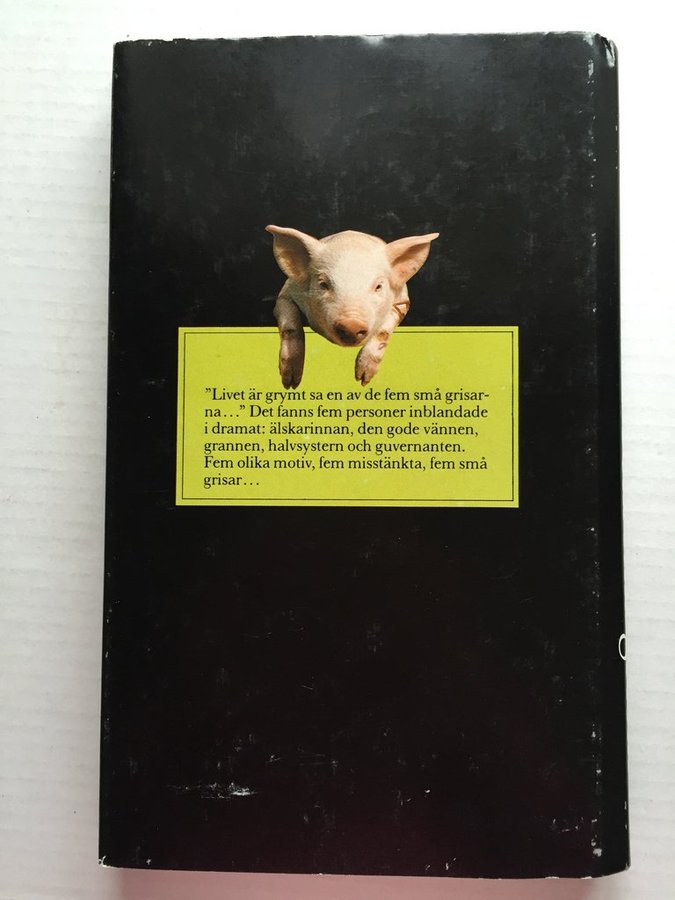 ”Livet är grymt sa en av de fem små grisar-
na...” Det fanns fem personer inblandade
i dramat: älskarinnan, den gode vännen,
grannen, halvsystern och guvernanten.
Fem olika motiv, fem misstänkta, fem små
grisar...